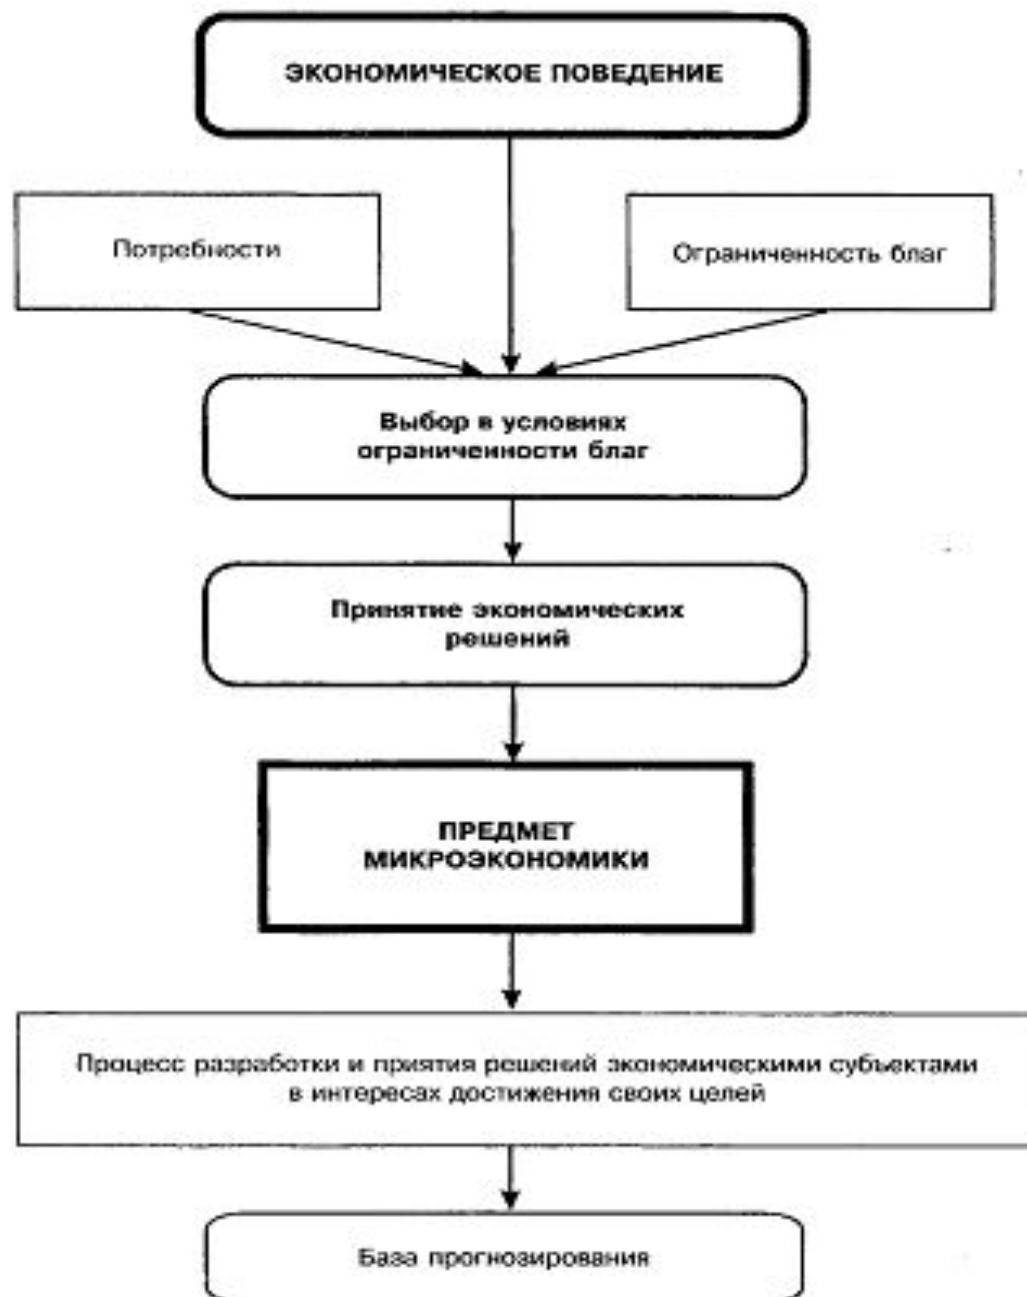 ЭКОНОМИЧЕСКОЕ ПОВЕДЕНИЕ
Потребности
Ограниченность благ
Выбор в условиях
ограниченности благ
Принятие экономических
решений
ПРЕДМЕТ
МИКРОЭКОНОМИКИ
Процесс разработки и приятия решений экономическими субъектами
в интересах достижения своих целей
База прогнозирования